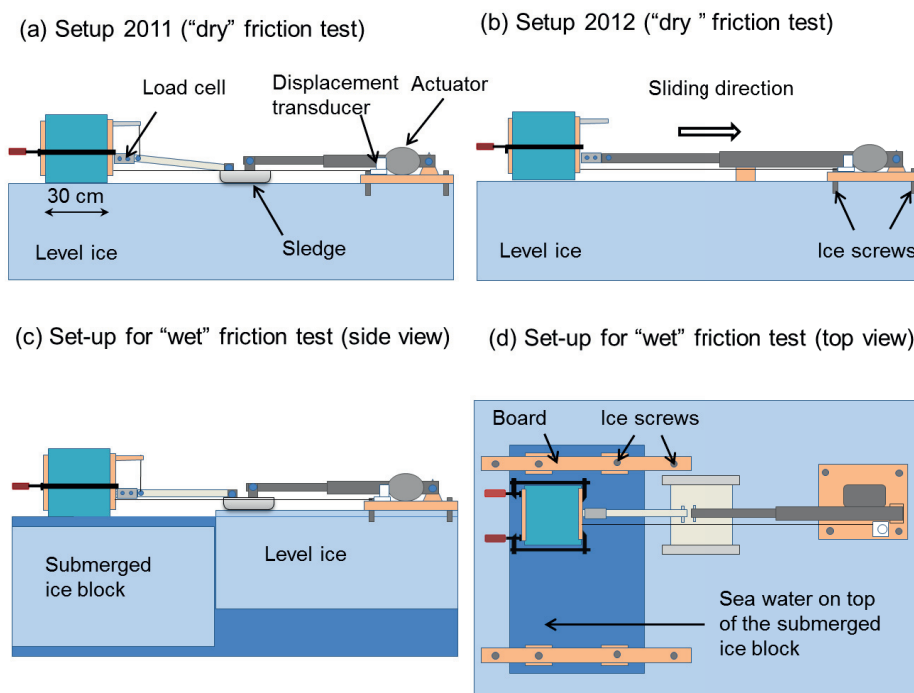 (a) Setup 2011 (“dry” friction test)
Load cell
Displacement
transducer
Actuator
30 cm
Sledge
Level ice
(b) Setup 2012 (“dry ” friction test)
Sliding direction
Level ice
Ice screws
(c) Set-up for “wet” friction test (side view)
Submerged
ice block
Level ice
(d) Set-up for “wet” friction test (top view)
Board
Ice screws
Sea water on top
of the submerged
ice block